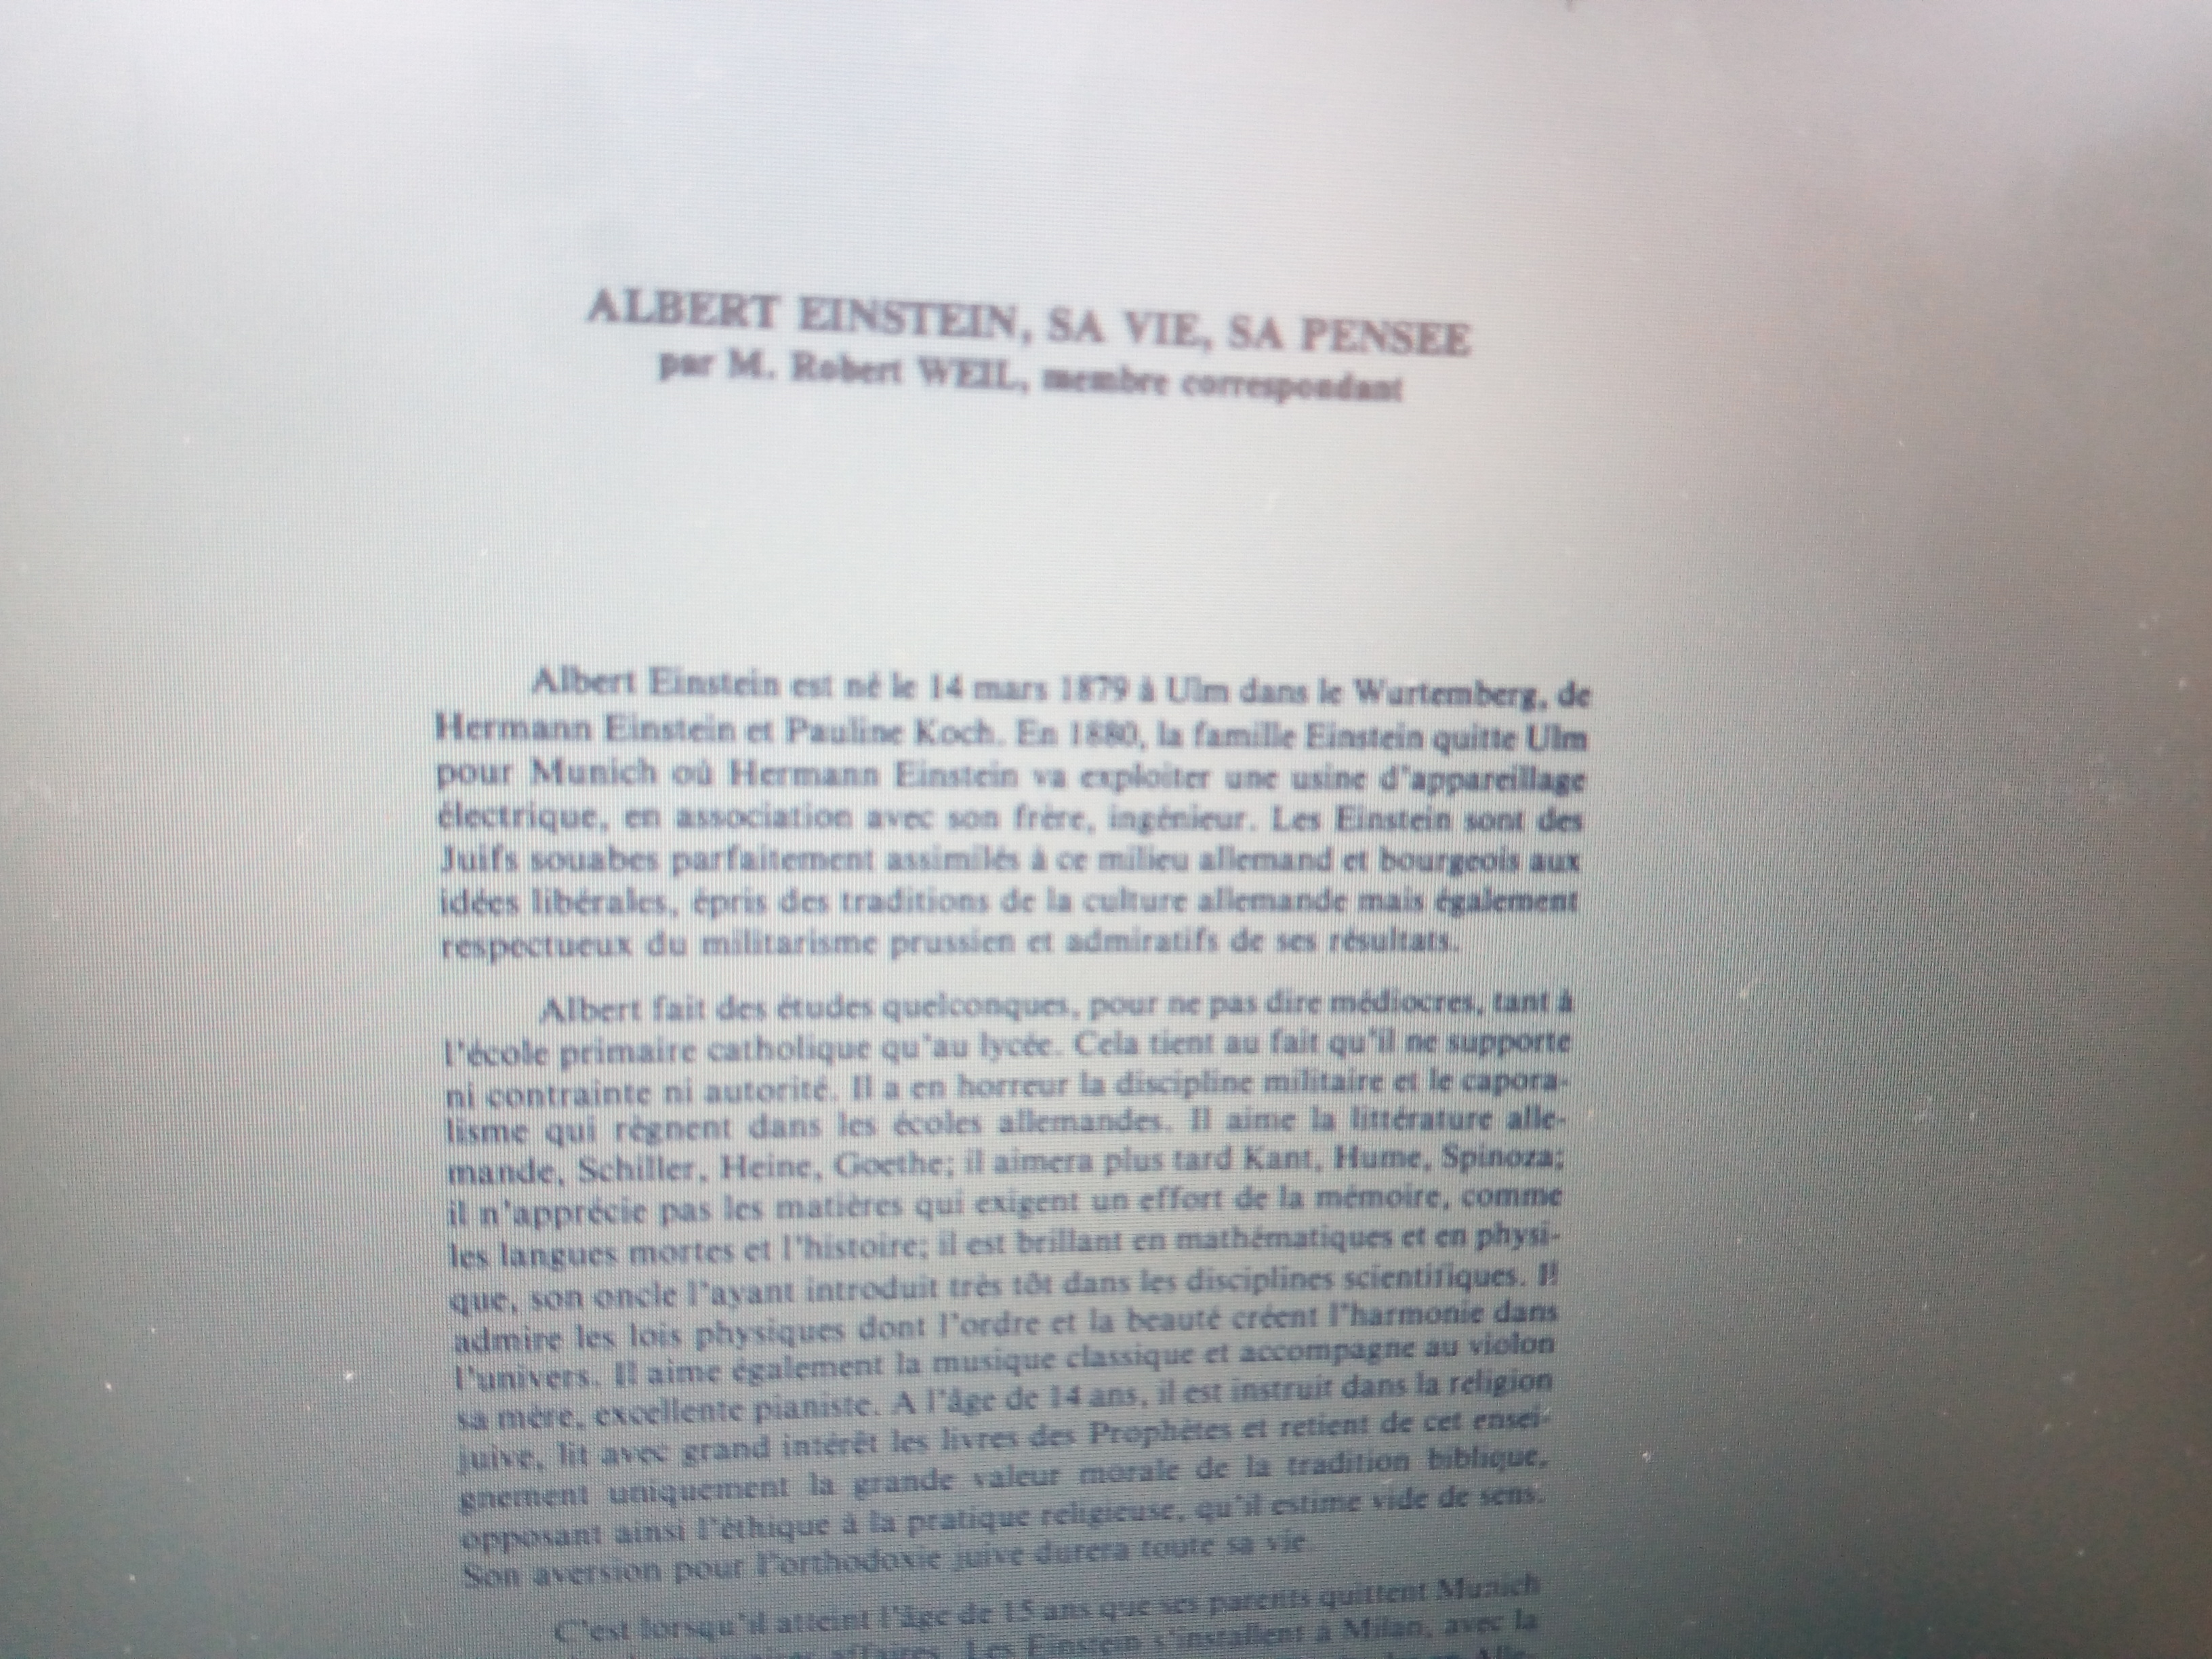 ALBERT EINSTEIN, SA VIE, SA PENSEE
par M. Robert WEIL, membre correspondant
Albert Einstein est né le 14 mars 1879 à Ulm dans le Wurtemberg, de
Hermann Einstein et Pauline Koch. En 1880, la famille Einstein quitte Ulm
pour Munich où Hermann Einstein va exploiter une usine d'appareillage
électrique, en association avec son frère, ingénieur. Les Einstein sont des
Juifs souabes parfaitement assimilés à ce milieu allemand et bourgeois aux
idées libérales, épris des traditions de la culture allemande mais également
respectueux du militarisme prussien et admiratifs de ses résultats.
Albert fait des études quelconques, pour ne pas dire médiocres, tant à
l'école primaire catholique qu'au lycée. Cela tient au fait qu'il ne supporte
ni contrainte ni autorité. Il a en horreur la discipline militaire et le capora-
lisme qui règnent dans les écoles allemandes. Il aime la littérature alle-
mande, Schiller, Heine, Goethe; il aimera plus tard Kant, Hume, Spinoza;
il n'apprécie pas les matières qui exigent un effort de la mémoire, comme
les langues mortes et l'histoire; il est brillant en mathématiques et en physi-
que, son oncle l'ayant introduit très tôt dans les disciplines scientifiques. Il
admire les lois physiques dont l'ordre et la beauté créent l'harmonie dans
l'univers. Il aime également la musique classique et accompagne au violon
sa mère, excellente pianiste. A l'âge de 14 ans, il est instruit dans la religion
juive, lit avec grand intérêt les livres des Prophètes et retient de cet ensei-
gnement uniquement la grande valeur morale de la tradition biblique,
opposant ainsi l'éthique à la pratique religieuse, qu'il estime vide de sens.
Son aversion pour l'orthodoxie juive durera toute sa vie
C'est lorsqu'il atteint l'âge de 15 ans que ses parents quittent Munich
affaires. Les Einstein s'installent à Milan, avec la